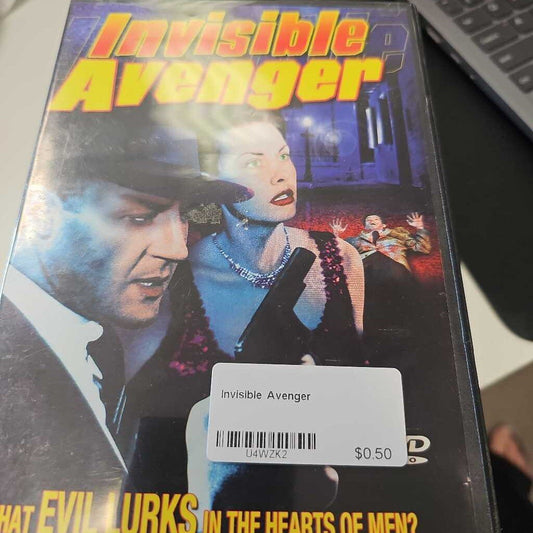 Invisible
Avenger
Invisible Avenger
U4WZK2
$0.50
HAT EVIL LURKS IN THE HEARTS OF MEN?